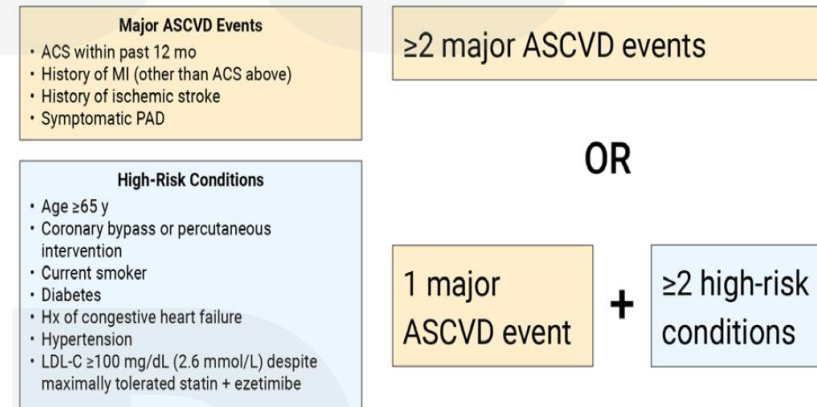 Major ASCVD Events
• ACS within past 12 mo
• History of MI (other than ACS above)
• History of ischemic stroke
• Symptomatic PAD
High-Risk Conditions
• Age ≥65 y
• Coronary bypass or percutaneous
intervention
• Current smoker
• Diabetes
• Hx of congestive heart failure
• Hypertension
• LDL-C ≥100 mg/dL (2.6 mmol/L) despite
maximally tolerated statin + ezetimibe
≥2 major ASCVD events
OR
1 major
ASCVD event
+
≥2 high-risk
conditions